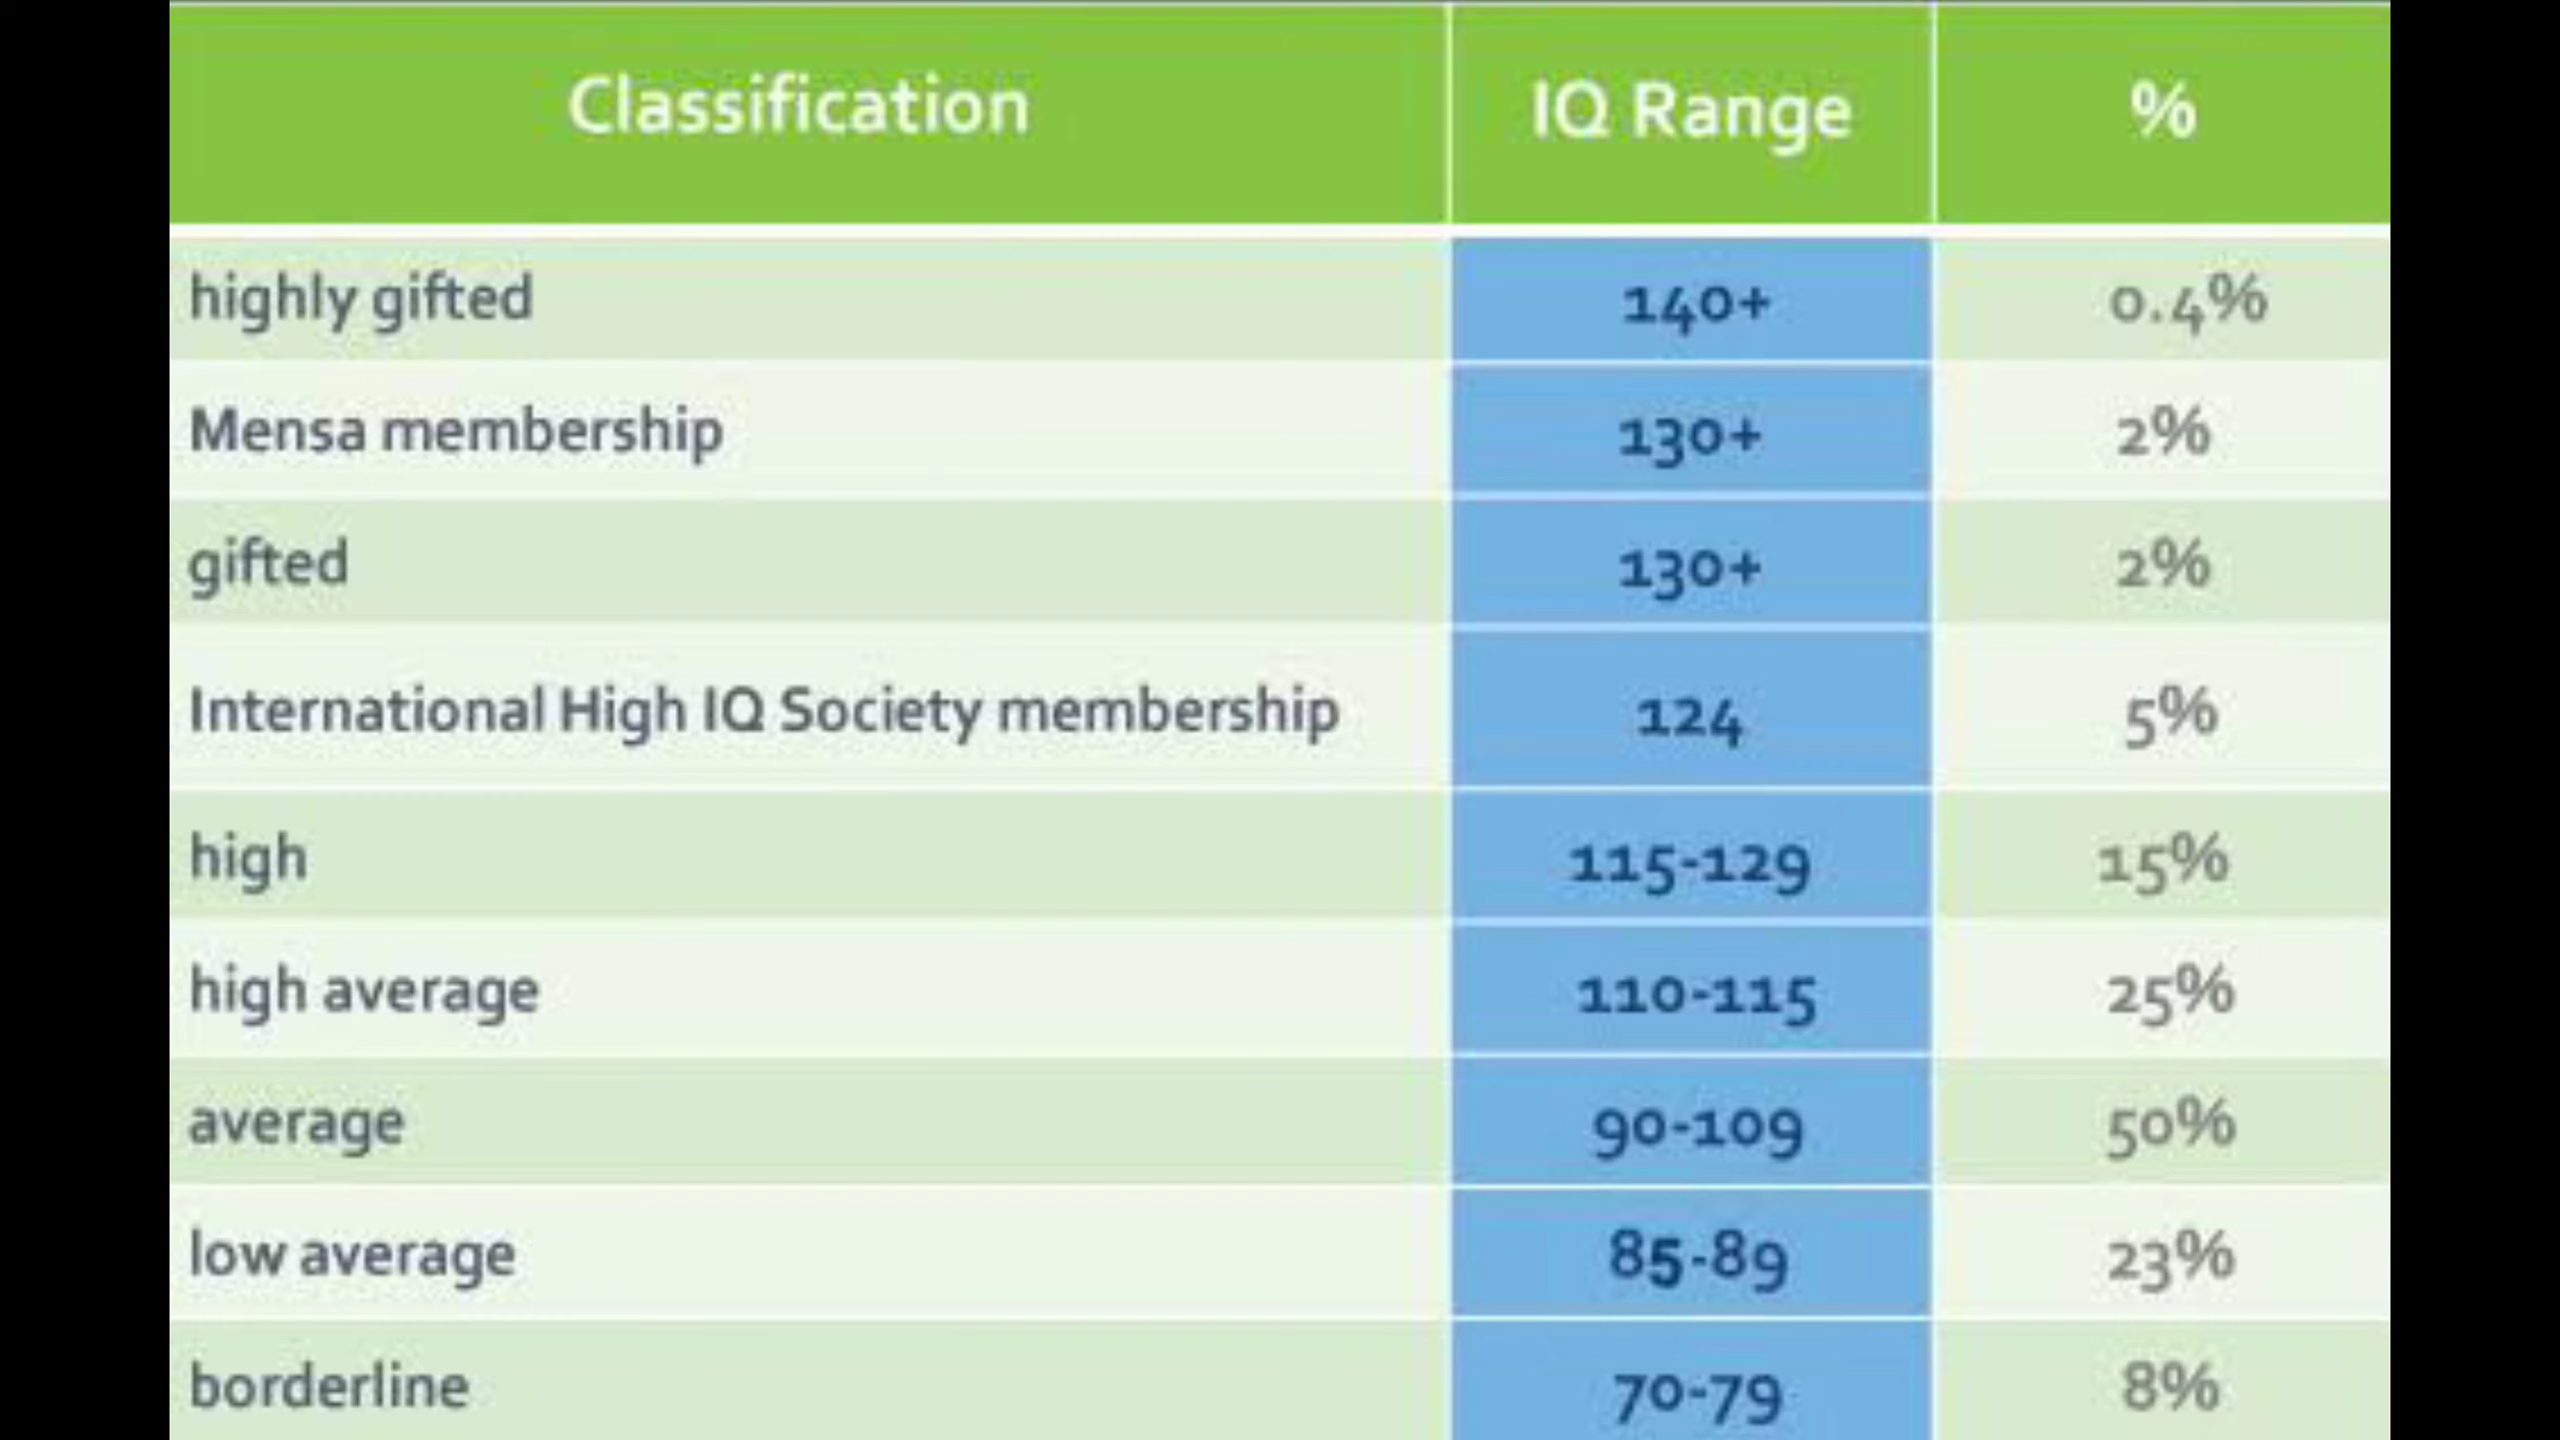 Classification IQ Range %
highly gifted 140+ 0.4%
Mensa membership 130+ 2%
gifted 130+ 2%
International High IQ Society membership 124 5%
high 115-129 15%
high average 110-115 25%
average 90-109 50%
low average 85-89 23%
borderline 70-79 8%